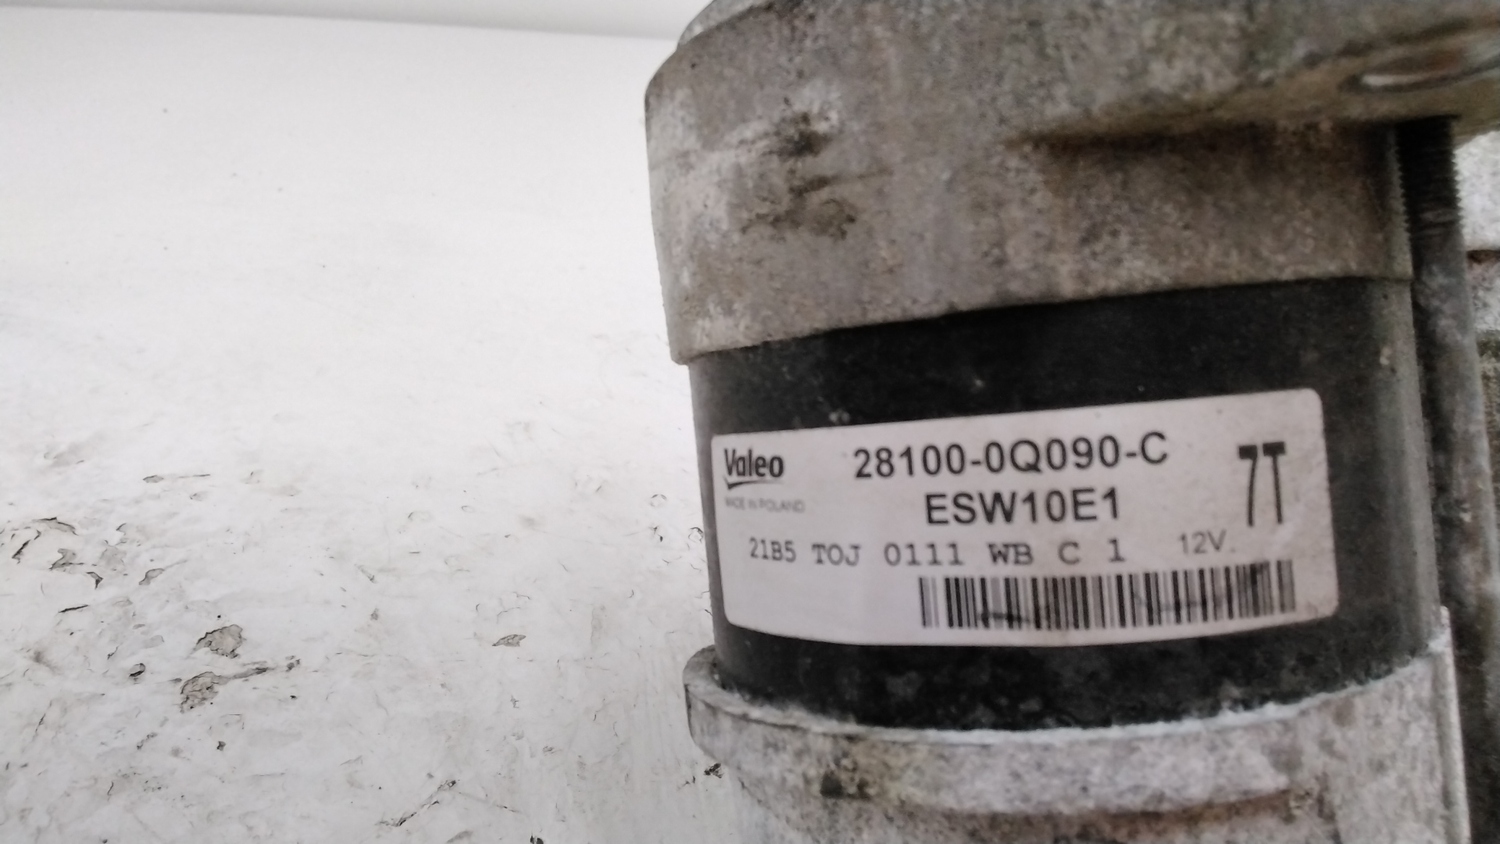 Valeo 28100-0Q090-C 7T
MADE IN POLAND ESW10E1
21B5 TOJ 0111 WB C 1 12V